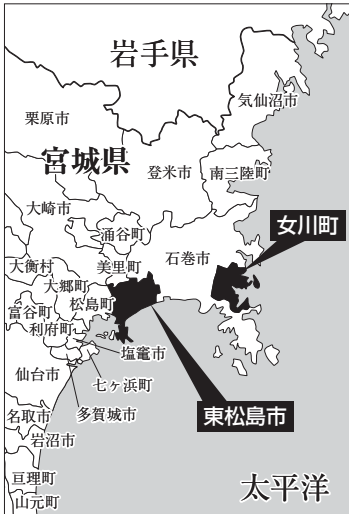 岩手県
気仙沼市
栗原市
宮城県
登米市
南三陸町
大崎市
女川町
涌谷町
石巻市
大衡村
美里町
大郷町
富谷町
松島町
利府町
塩竈市
仙台市
七ヶ浜町
多賀城市
東松島市
名取市
岩沼市
亘理町
太平洋
山元町